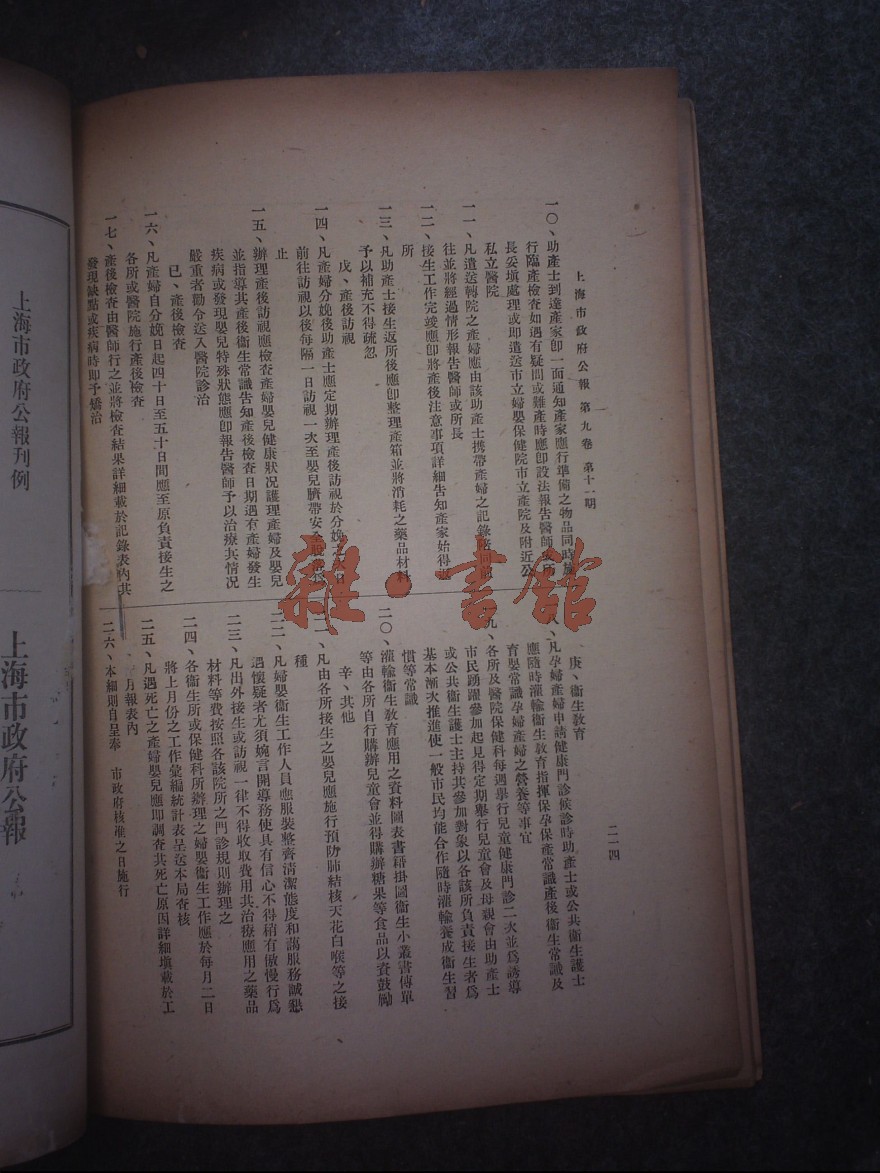 上海市政府公報　第九卷　第十一期
二一四
一〇、助產士到達產家卽一面通知產家應行準備之物品同時施
行臨產檢查如遇有疑問或難產時應卽設法報告醫師或所
長妥塡處理或卽遣送市立婦嬰保健院市立產院及附近公
私立醫院
一一、凡遣送轉院之產婦應由該助產士携帶產婦之記錄陪同前
往並將經過情形報告醫師或所長
一二、接生工作完竣應卽將產後注意事項詳細告知產家始得
所
一三、凡助產士接生返所後應卽整理產箱並將消耗之藥品材料
予以補充不得疏忽
戊、產後訪視
一四、凡產婦分娩後助產士應定期辦理產後訪視於分娩
前往訪視以後每隔一日訪視一次至嬰兒臍帶安全脫落
止
一五、辦理產後訪視應檢查產婦嬰兒健康狀况護理產婦及嬰兒
並指導其產後衞生常識告知產後檢查日期遇有產婦發生
疾病或發現嬰兒特殊狀態應卽報告醫師予以治療其情况
嚴重者勸令送入醫院診治
巳、產後檢查
一六、凡產婦自分娩日起四十日至五十日間應至原負責接生之
各所或醫院施行產後檢查
一七、產後檢查由醫師行之並將檢查結果詳細載於記錄表內其
發現缺點或疾病時卽予矯治
庚、衞生教育
八、凡孕婦產婦申請健康門診候診時助產士或公共衞生護士
應隨時灌輸衞生教育指揮保孕保產常識產後衞生常識及
育嬰常識孕婦產婦之營養等事宜
九、各所及醫院保健科每週舉行兒童健康門診二次並爲誘導
市民踴躍參加起見得定期舉行兒童會及母親會由助產士
或公共衞生護士主持其參加對象以各該所負責接生者爲
基本漸次推進使一般市民均能合作隨時灌輸養成衞生習
慣等常識
二〇、灌輸衞生教育應用之資料圖表書籍掛圖衞生小叢書傳單
等由各所自行購辦兒童會並得購辦糖果等食品以資鼓勵
辛、其他
二一、凡由各所接生之嬰兒應施行預防肺結核天花白喉等之接
種
二二、凡婦嬰衞生工作人員應服裝整齊淸潔態度和藹服務誠懇
遇懷疑者尤須婉言開導務使具有信心不得稍有傲慢行爲
二三、凡出外接生或訪視一律不得收取費用其治療應用之藥品
材料等費按照各該院所之門診規則辦理之
二四、各衞生所或保健科所辦理之婦嬰衞生工作應於每月二日
將上月份之工作彙編統計表呈送本局查核
二五、凡遇死亡之產婦嬰兒應卽調查其死亡原因詳細塡載於工
月報表內
二六、本細則自呈奉　市政府核准之日施行
上海市政府公報刊例
上海市政府公報
雜·書館